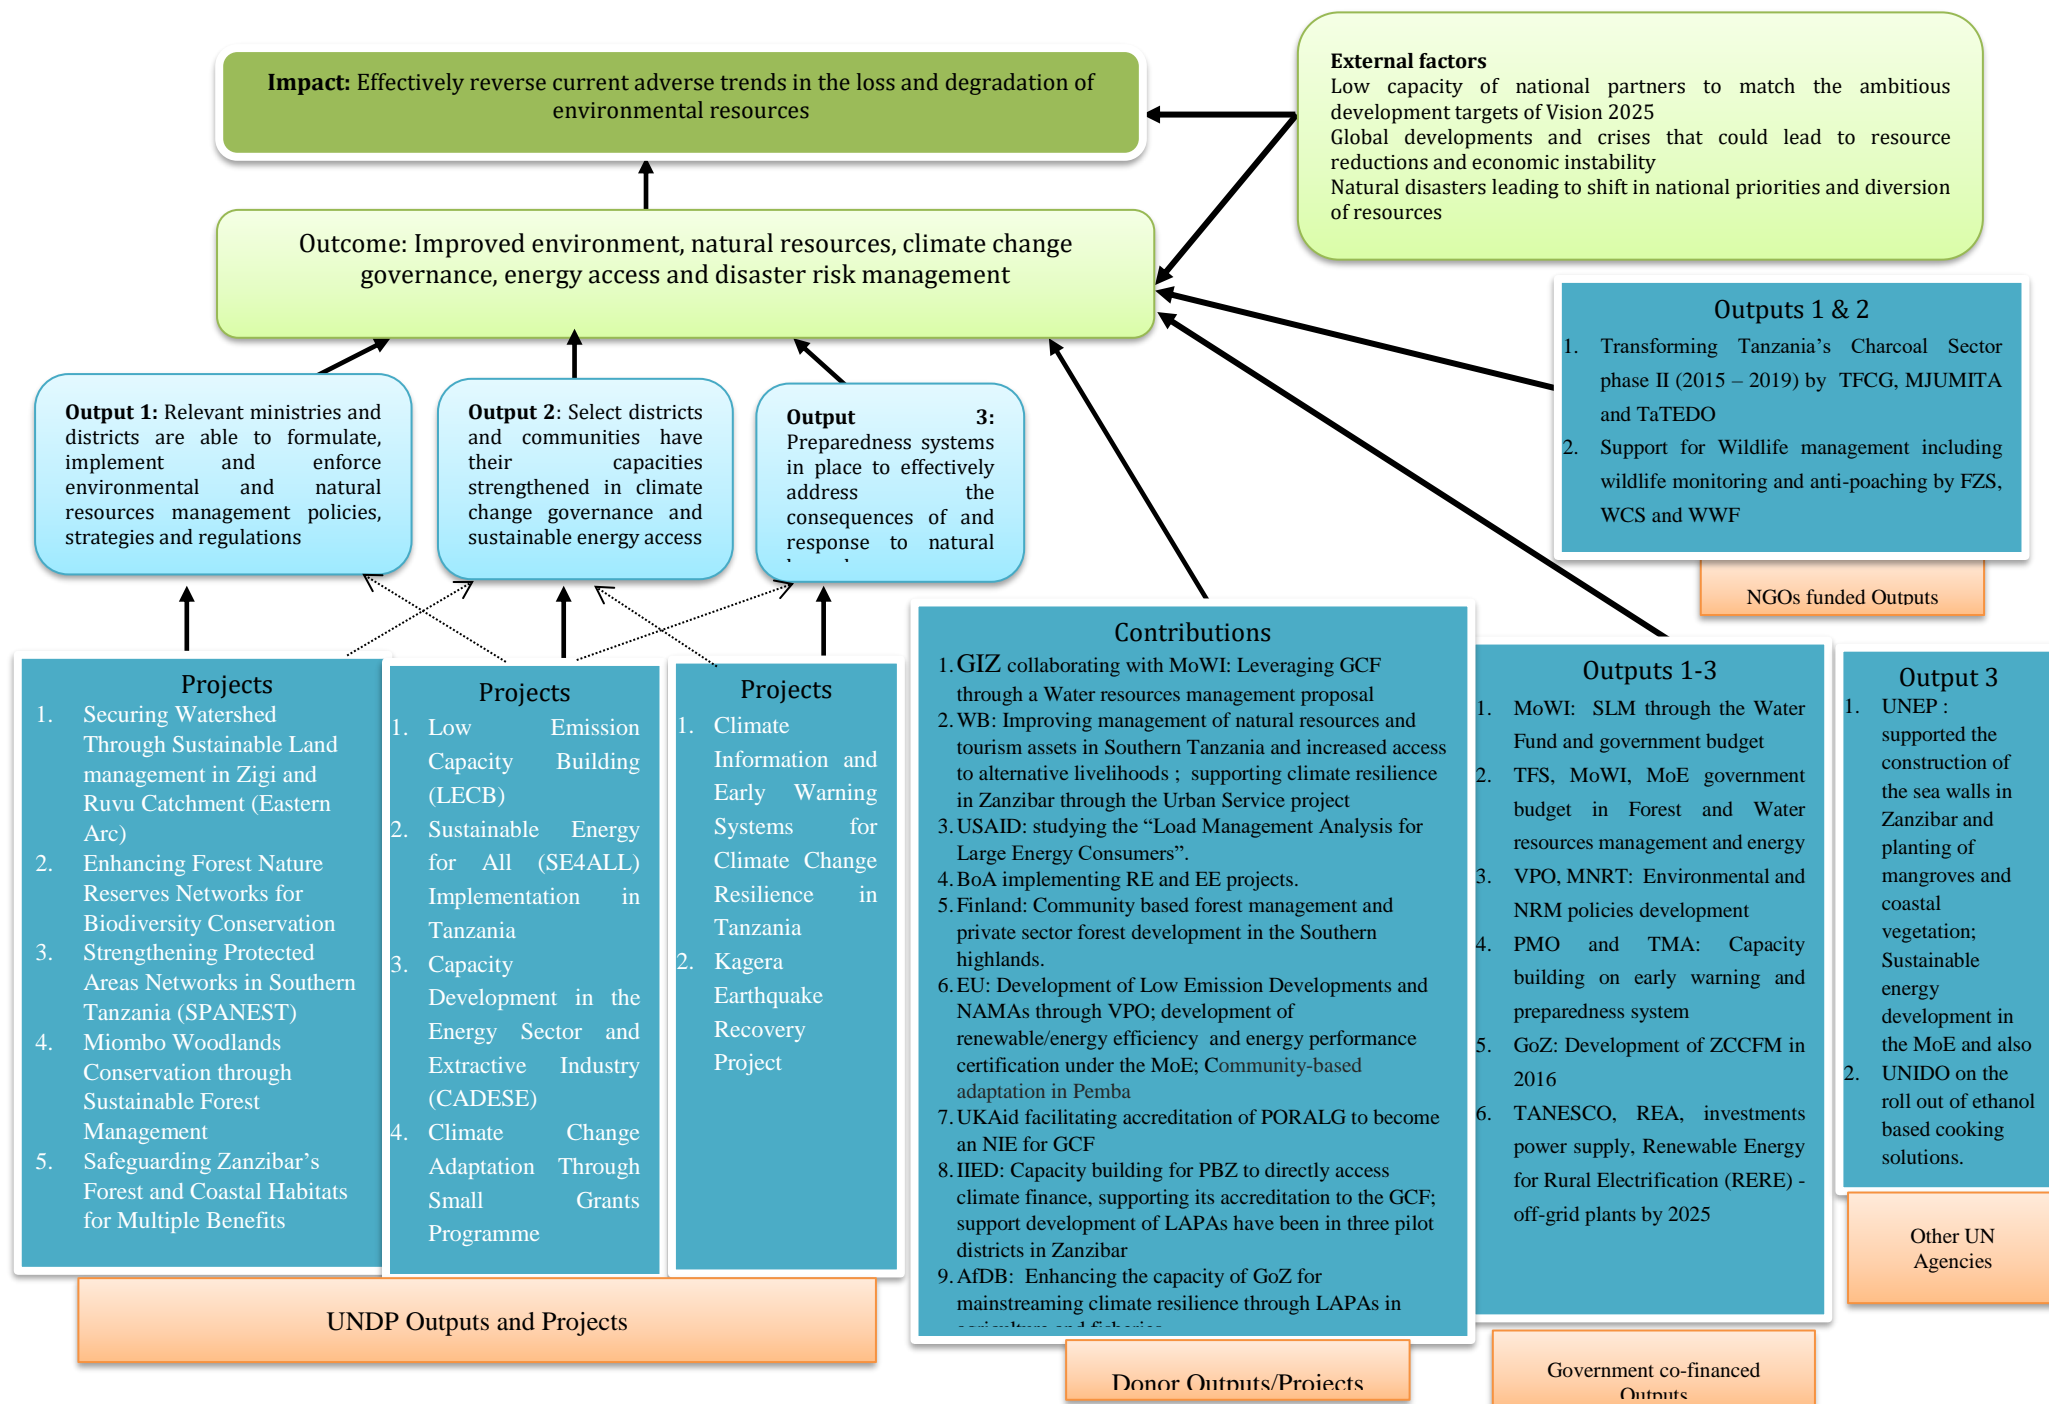 Impact: Effectively reverse current adverse trends in the loss and degradation of
environmental resources
External factors
Low capacity of national partners to match the ambitious
development targets of Vision 2025
Global developments and crises that could lead to resource
reductions and economic instability
Natural disasters leading to shift in national priorities and diversion
of resources
Outcome: Improved environment, natural resources, climate change
governance, energy access and disaster risk management
Outputs 1 & 2
1. Transforming Tanzania's Charcoal Sector
phase II (2015 – 2019) by TFCG, MJUMITA
and TaTEDO
2. Support for Wildlife management including
wildlife monitoring and anti-poaching by FZS,
WCS and WWF
NGOs funded Outputs
Output 1: Relevant ministries and
districts are able to formulate,
implement and enforce
environmental and natural
resources management policies,
strategies and regulations
Output 2: Select districts
and communities have
their capacities
strengthened in climate
change governance and
sustainable energy access
Output 3:
Preparedness systems
in place to effectively
address the
consequences of and
response to natural
Projects
1. Securing Watershed
Through Sustainable Land
management in Zigi and
Ruvu Catchment (Eastern
Arc)
2. Enhancing Forest Nature
Reserves Networks for
Biodiversity Conservation
3. Strengthening Protected
Areas Networks in Southern
Tanzania (SPANEST)
4. Miombo Woodlands
Conservation through
Sustainable Forest
Management
5. Safeguarding Zanzibar's
Forest and Coastal Habitats
for Multiple Benefits
Projects
1. Low Emission
Capacity Building
(LECB)
2. Sustainable Energy
for All (SE4ALL)
Implementation in
Tanzania
3. Capacity
Development in the
Energy Sector and
Extractive Industry
(CADESE)
4. Climate Change
Adaptation Through
Small Grants
Programme
Projects
1. Climate
Information and
Early Warning
Systems for
Climate Change
Resilience in
Tanzania
2. Kagera
Earthquake
Recovery
Project
UNDP Outputs and Projects
Contributions
1. GIZ collaborating with MoWI: Leveraging GCF
through a Water resources management proposal
2. WB: Improving management of natural resources and
tourism assets in Southern Tanzania and increased access
to alternative livelihoods ; supporting climate resilience
in Zanzibar through the Urban Service project
3. USAID: studying the “Load Management Analysis for
Large Energy Consumers”.
4. BoA implementing RE and EE projects.
5. Finland: Community based forest management and
private sector forest development in the Southern
highlands.
6. EU: Development of Low Emission Developments and
NAMAs through VPO; development of
renewable/energy efficiency and energy performance
certification under the MoE; Community-based
adaptation in Pemba
7. UKAid facilitating accreditation of PORALG to become
an NIE for GCF
8. IIED: Capacity building for PBZ to directly access
climate finance, supporting its accreditation to the GCF;
support development of LAPAs have been in three pilot
districts in Zanzibar
9. AfDB: Enhancing the capacity of GoZ for
mainstreaming climate resilience through LAPAs in
agriculture and fisheries
Donor Outputs/Projects
Outputs 1-3
1. MoWI: SLM through the Water
Fund and government budget
2. TFS, MoWI, MoE government
budget in Forest and Water
resources management and energy
3. VPO, MNRT: Environmental and
NRM policies development
4. PMO and TMA: Capacity
building on early warning and
preparedness system
5. GoZ: Development of ZCCFM in
2016
6. TANESCO, REA, investments
power supply, Renewable Energy
for Rural Electrification (RERE) -
off-grid plants by 2025
Government co-financed
Outputs
Output 3
1. UNEP :
supported the
construction of
the sea walls in
Zanzibar and
planting of
mangroves and
coastal
vegetation;
Sustainable
energy
development in
the MoE and also
2. UNIDO on the
roll out of ethanol
based cooking
solutions.
Other UN
Agencies